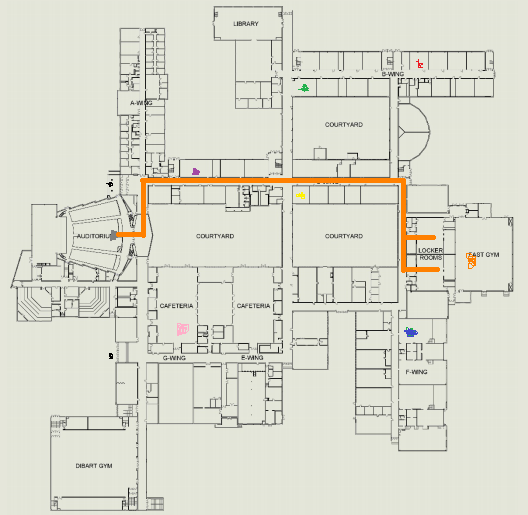 LIBRARY
B-WING
A-WING
COURTYARD
AUDITORIUM
COURTYARD
COURTYARD
LOCKER
ROOMS
EAST GYM
CAFETERIA
CAFETERIA
G-WING
E-WING
F-WING
DIBART GYM